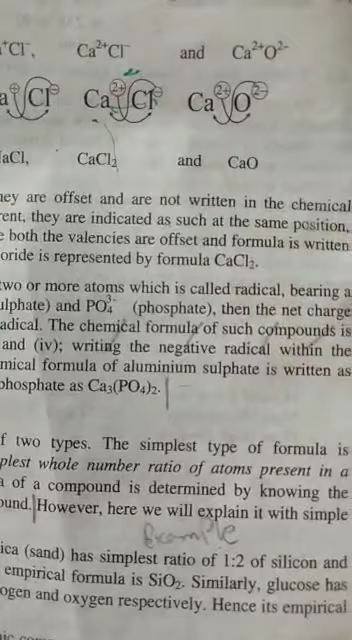 ⁺Cl⁻, Ca²⁺Cl⁻ and Ca²⁺O²⁻
Cl⊖ Ca 2+ Cl⊖ Ca 2+ O 2−
aCl, CaCl₂ and CaO
ey are offset and are not written in the chemical
rent, they are indicated as such at the same position,
both the valencies are offset and formula is written
oride is represented by formula CaCl₂.
two or more atoms which is called radical, bearing a
ulphate) and PO₄³⁻ (phosphate), then the net charge
adical. The chemical formula of such compounds is
and (iv); writing the negative radical within the
mical formula of aluminium sulphate is written as
phosphate as Ca₃(PO₄)₂.
f two types. The simplest type of formula is
plest whole number ratio of atoms present in a
a of a compound is determined by knowing the
ound. However, here we will explain it with simple
Example
ica (sand) has simplest ratio of 1:2 of silicon and
empirical formula is SiO₂. Similarly, glucose has
ogen and oxygen respectively. Hence its empirical